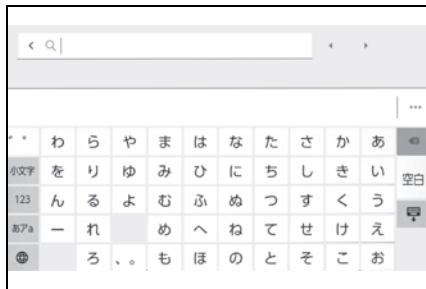 …
゛゜ わ ら や ま は な た さ か あ
小文字 を り ゆ み ひ に ち し き い 空白
123 ん る よ む ふ ぬ つ す く う
あアa ー れ め へ ね て せ け え
ろ 、。 も ほ の と そ こ お